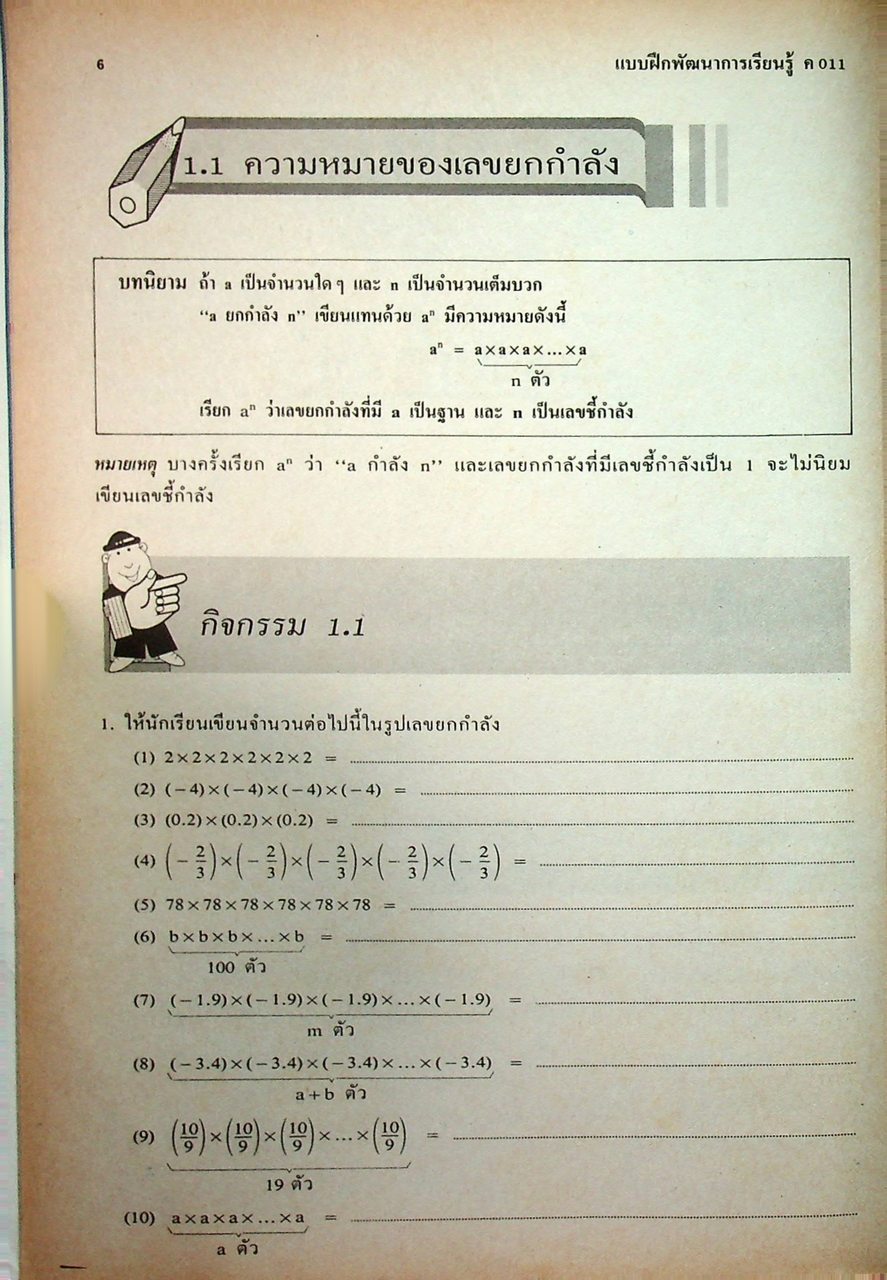 6
แบบฝึกพัฒนาการเรียนรู้ ค 011
1.1 ความหมายของเลขยกกำลัง
บทนิยาม ถ้า a เป็นจำนวนใดๆ และ n เป็นจำนวนเต็มบวก
“a ยกกำลัง n” เขียนแทนด้วย aⁿ มีความหมายดังนี้
aⁿ = a×a×a×...×a
n ตัว
เรียก aⁿ ว่าเลขยกกำลังที่มี a เป็นฐาน และ n เป็นเลขชี้กำลัง
หมายเหตุ บางครั้งเรียก aⁿ ว่า “a กำลัง n” และเลขยกกำลังที่มีเลขชี้กำลังเป็น 1 จะไม่นิยม
เขียนเลขชี้กำลัง
กิจกรรม 1.1
1. ให้นักเรียนเขียนจำนวนต่อไปนี้ในรูปเลขยกกำลัง
(1) 2×2×2×2×2×2 = ..........
(2) (−4)×(−4)×(−4)×(−4) = ..........
(3) (0.2)×(0.2)×(0.2) = ..........
(4) (−2/3)×(−2/3)×(−2/3)×(−2/3)×(−2/3) = ..........
(5) 78×78×78×78×78×78 = ..........
(6) b×b×b×...×b = ..........
100 ตัว
(7) (−1.9)×(−1.9)×(−1.9)×...×(−1.9) = ..........
m ตัว
(8) (−3.4)×(−3.4)×(−3.4)×...×(−3.4) = ..........
a+b ตัว
(9) (10/9)×(10/9)×(10/9)×...×(10/9) = ..........
19 ตัว
(10) a×a×a×...×a = ..........
a ตัว